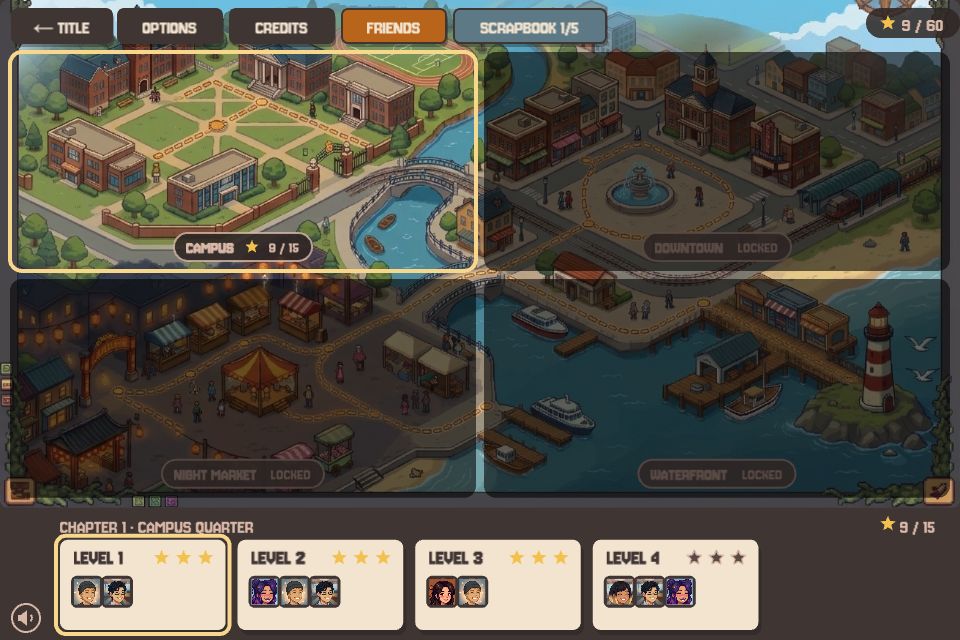 ← TITLE
OPTIONS
CREDITS
FRIENDS
SCRAPBOOK 1/5
9 / 60
CAMPUS 9 / 15
DOWNTOWN LOCKED
NIGHT MARKET LOCKED
WATERFRONT LOCKED
CHAPTER 1 · CAMPUS QUARTER
9 / 15
LEVEL 1
LEVEL 2
LEVEL 3
LEVEL 4